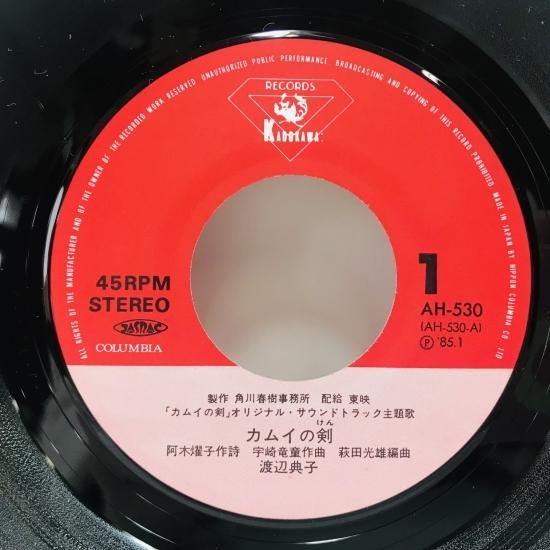 ALL RIGHTS OF THE MANUFACTURER AND OF THE OWNER OF THE RECORDED WORK RESERVED UNAUTHORIZED PUBLIC PERFORMANCE, BROADCASTING AND COPYING OF THIS RECORD PROHIBITED MADE IN JAPAN BY NIPPON COLUMBIA CO. LTD
RECORDS
KADOKAWA
45RPM
STEREO
JASRAC
COLUMBIA
1
AH-530
(AH-530-A)
Ⓟ '85.1
製作 角川春樹事務所 配給 東映
「カムイの剣」オリジナル・サウンドトラック主題歌
けん
カムイの剣
阿木燿子作詩 宇崎竜童作曲 萩田光雄編曲
渡辺典子